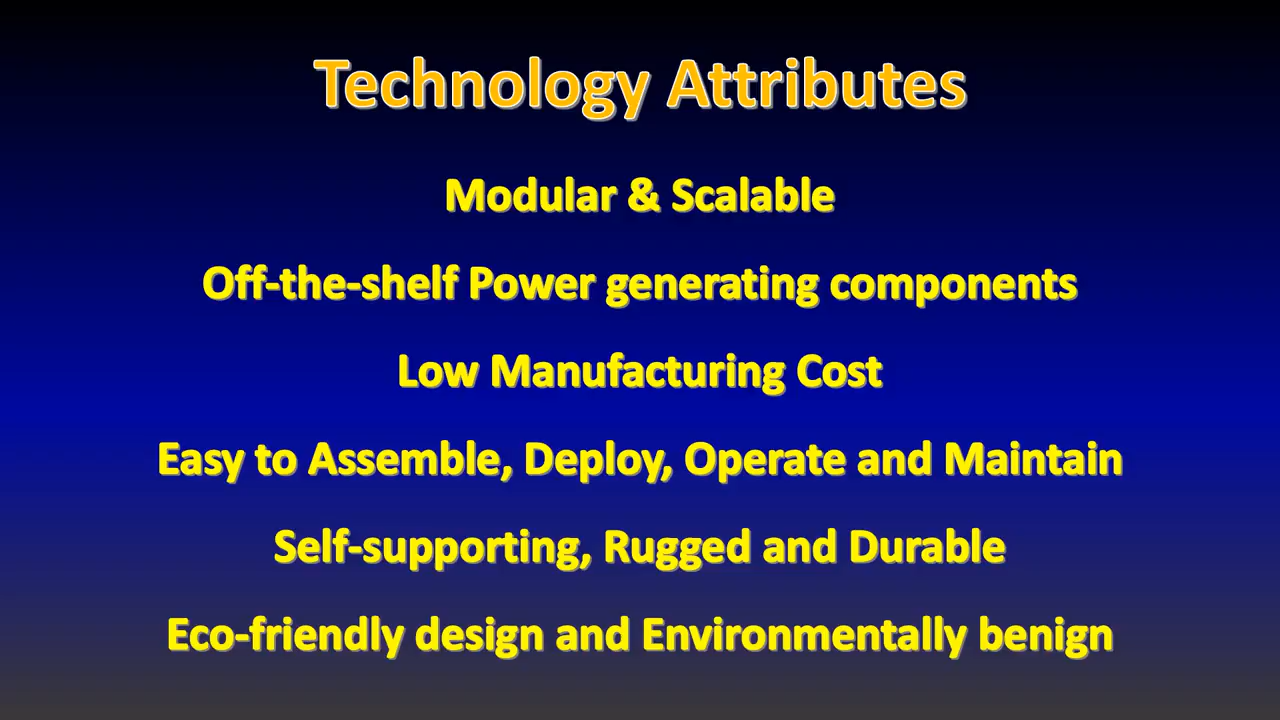 Technology Attributes
Modular & Scalable
Off-the-shelf Power generating components
Low Manufacturing Cost
Easy to Assemble, Deploy, Operate and Maintain
Self-supporting, Rugged and Durable
Eco-friendly design and Environmentally benign